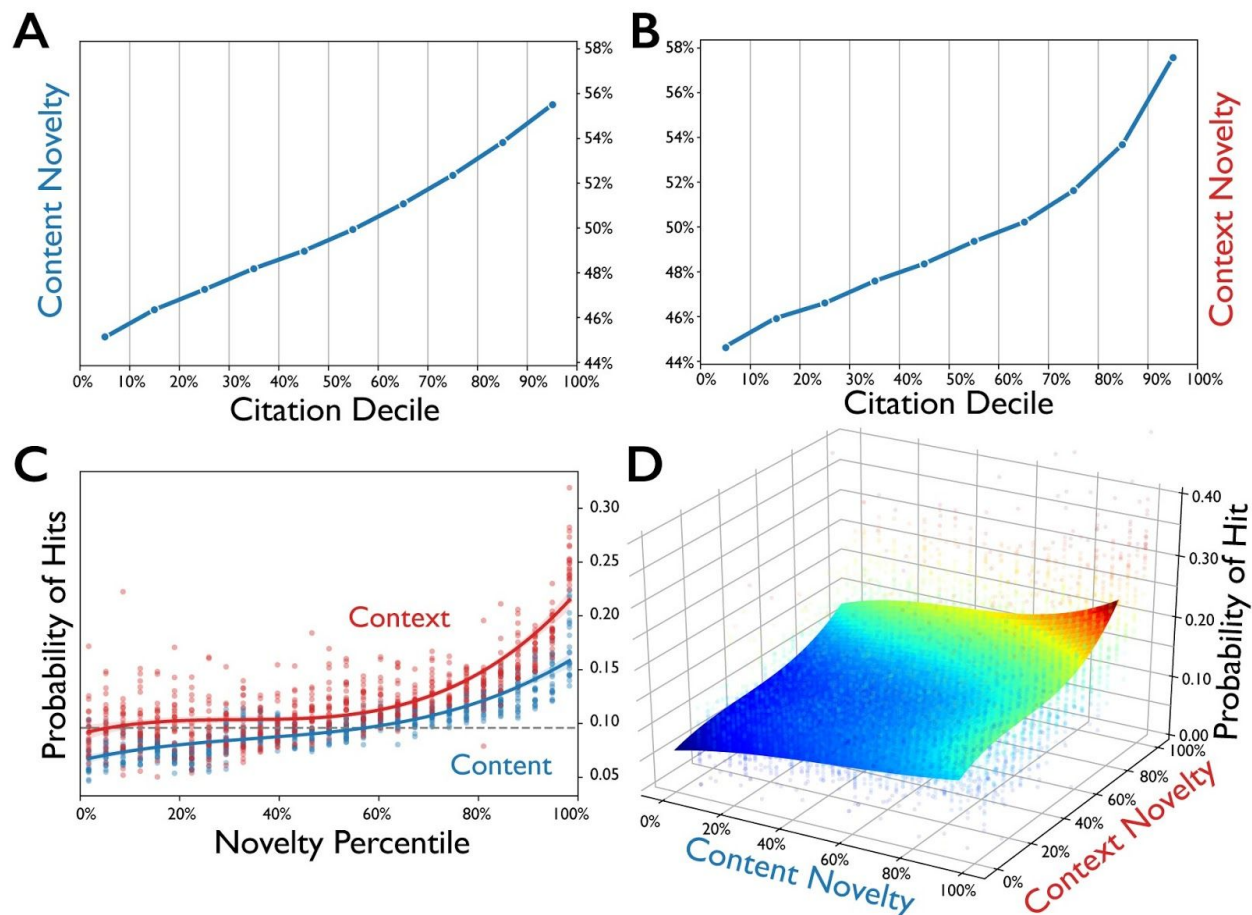 A
Content Novelty
58%
56%
54%
52%
50%
48%
46%
44%
0% 10% 20% 30% 40% 50% 60% 70% 80% 90% 100%
Citation Decile
B
58%
56%
54%
52%
50%
48%
46%
44%
Context Novelty
0% 10% 20% 30% 40% 50% 60% 70% 80% 90% 100%
Citation Decile
C
Probability of Hits
0.30
0.25
0.20
0.15
0.10
0.05
Context
Content
0% 20% 40% 60% 80% 100%
Novelty Percentile
D
0.40
0.30
0.20
0.10
0.00
Probability of Hit
100%
80%
60%
40%
20%
0%
Context Novelty
0% 20% 40% 60% 80% 100%
Content Novelty